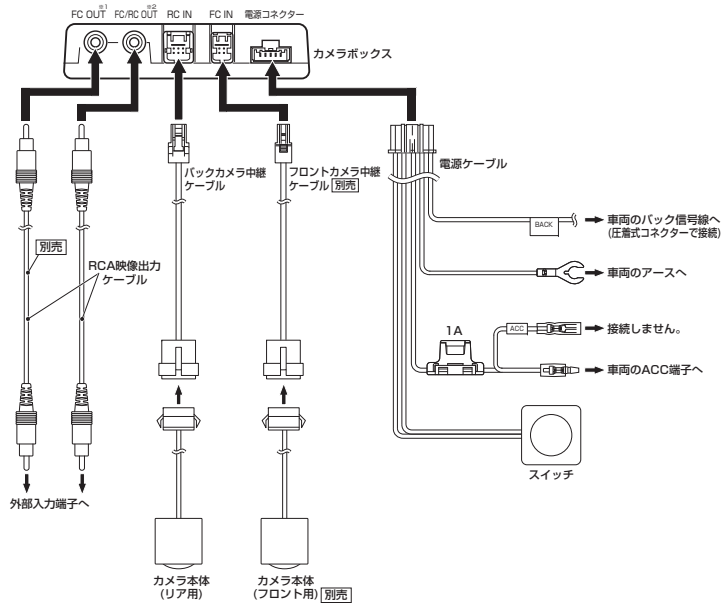 FC OUT※1 FC/RC OUT※2 RC IN FC IN 電源コネクター
カメラボックス
バックカメラ中継
ケーブル
フロントカメラ中継
ケーブル 別売
電源ケーブル
BACK
車両のバック信号線へ
(圧着式コネクターで接続)
別売
RCA映像出力
ケーブル
車両のアースへ
1A
ACC
接続しません。
車両のACC端子へ
スイッチ
外部入力端子へ
カメラ本体
(リア用)
カメラ本体
(フロント用) 別売